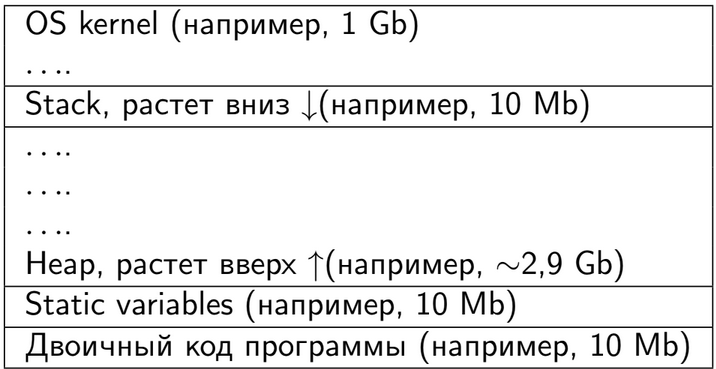 OS kernel (например, 1 Gb)
....
Stack, растет вниз ↓(например, 10 Mb)
....
....
....
Heap, растет вверх ↑(например, ∼2,9 Gb)
Static variables (например, 10 Mb)
Двоичный код программы (например, 10 Mb)